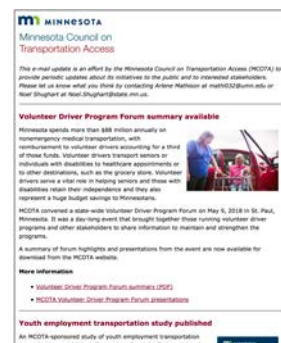 MINNESOTA
Minnesota Council on
Transportation Access
This e-mail update is an effort by the Minnesota Council on Transportation Access (MCOTA) to
provide periodic updates about its initiatives to the public and to interested stakeholders.
Please let us know what you think by contacting Arlene Mathison at mathi032@umn.edu or
Noel Shughart at Noel.Shughart@state.mn.us.
Volunteer Driver Program Forum summary available
Minnesota spends more than $88 million annually on
nonemergency medical transportation, with
reimbursement to volunteer drivers accounting for a third
of those funds. Volunteer drivers transport seniors or
individuals with disabilities to healthcare appointments or
to other destinations, such as the grocery store. Volunteer
drivers serve a vital role in helping seniors and those with
disabilities retain their independence and they also
represent a huge budget savings to Minnesotans.
MCOTA convened a state-wide Volunteer Driver Program Forum on May 9, 2018 in St. Paul,
Minnesota. It was a day-long event that brought together those running volunteer driver
programs and other stakeholders to share information to maintain and strengthen the
programs.
A summary of forum highlights and presentations from the event are now available for
download from the MCOTA website.
More information
• Volunteer Driver Program Forum summary (PDF)
• MCOTA Volunteer Driver Program Forum presentations
Youth employment transportation study published
An MCOTA-sponsored study of youth employment transportation